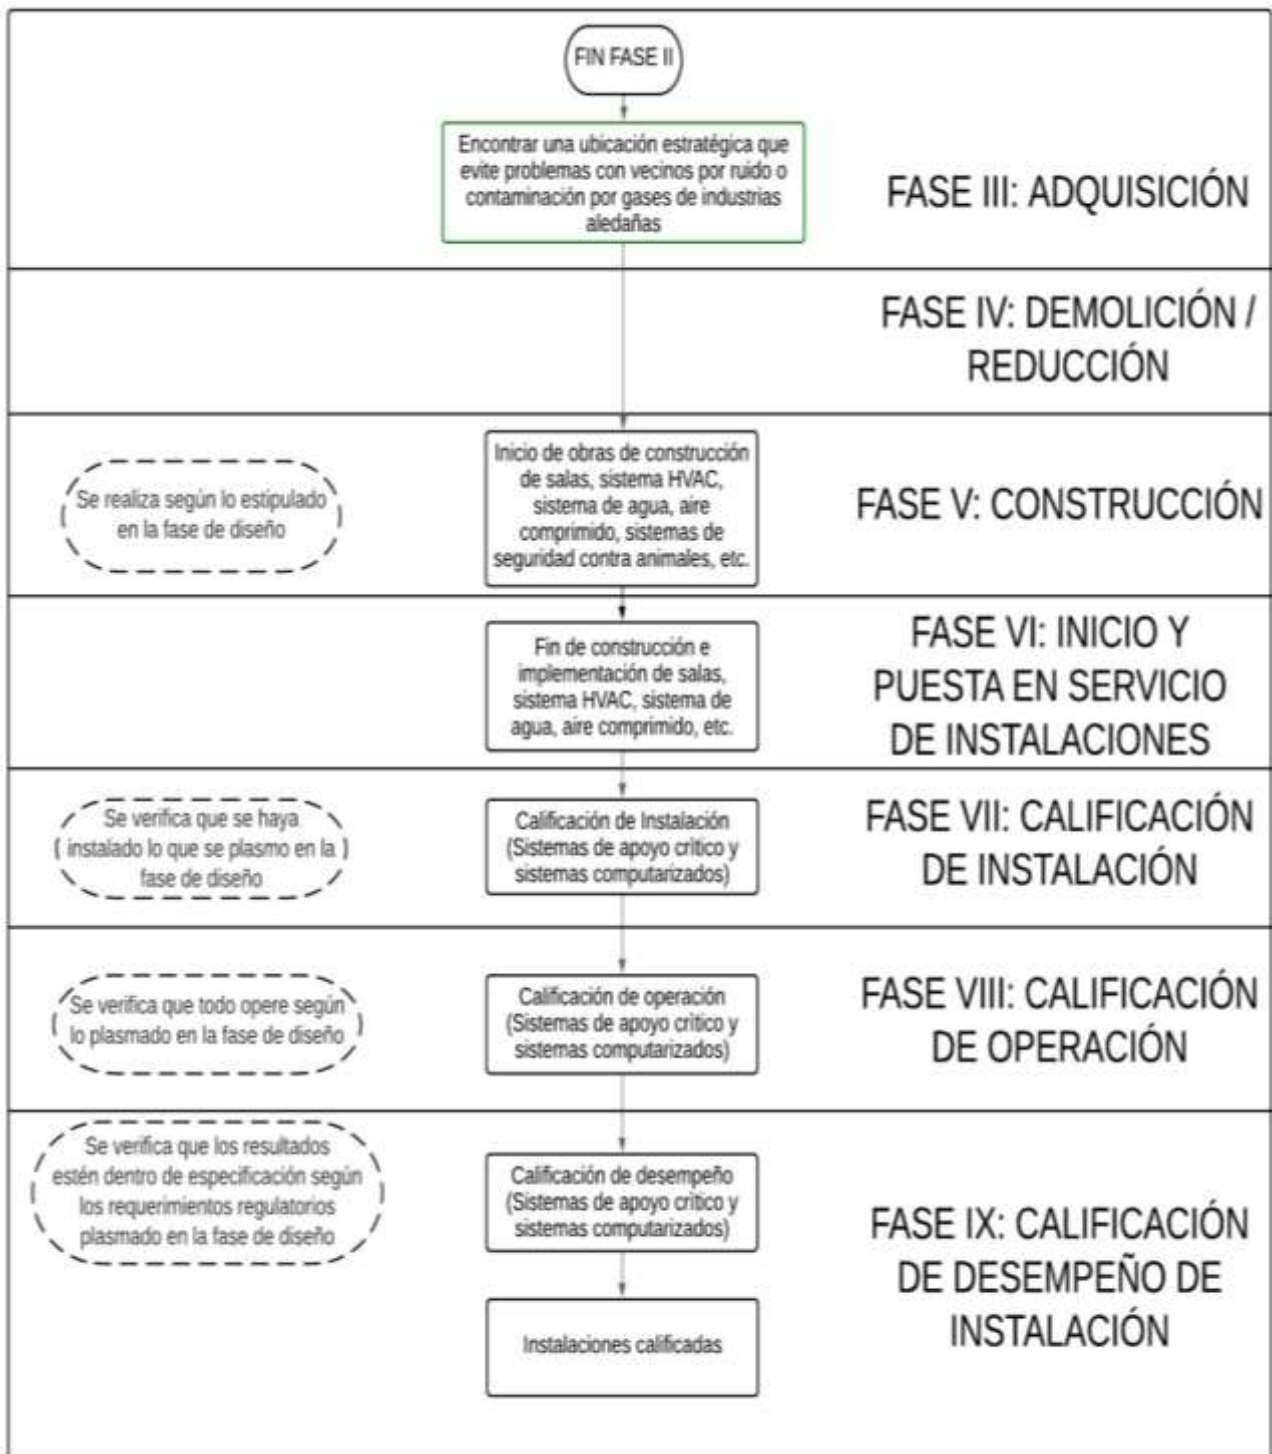 FIN FASE II
Encontrar una ubicación estratégica que
evite problemas con vecinos por ruido o
contaminación por gases de industrias
aledañas
FASE III: ADQUISICIÓN
FASE IV: DEMOLICIÓN /
REDUCCIÓN
Se realiza según lo estipulado
en la fase de diseño
Inicio de obras de construcción
de salas, sistema HVAC,
sistema de agua, aire
comprimido, sistemas de
seguridad contra animales, etc.
FASE V: CONSTRUCCIÓN
Fin de construcción e
implementación de salas,
sistema HVAC, sistema de
agua, aire comprimido, etc.
FASE VI: INICIO Y
PUESTA EN SERVICIO
DE INSTALACIONES
Se verifica que se haya
instalado lo que se plasmo en la
fase de diseño
Calificación de Instalación
(Sistemas de apoyo crítico y
sistemas computarizados)
FASE VII: CALIFICACIÓN
DE INSTALACIÓN
Se verifica que todo opere según
lo plasmado en la fase de diseño
Calificación de operación
(Sistemas de apoyo crítico y
sistemas computarizados)
FASE VIII: CALIFICACIÓN
DE OPERACIÓN
Se verifica que los resultados
estén dentro de especificación según
los requerimientos regulatorios
plasmado en la fase de diseño
Calificación de desempeño
(Sistemas de apoyo crítico y
sistemas computarizados)
Instalaciones calificadas
FASE IX: CALIFICACIÓN
DE DESEMPEÑO DE
INSTALACIÓN